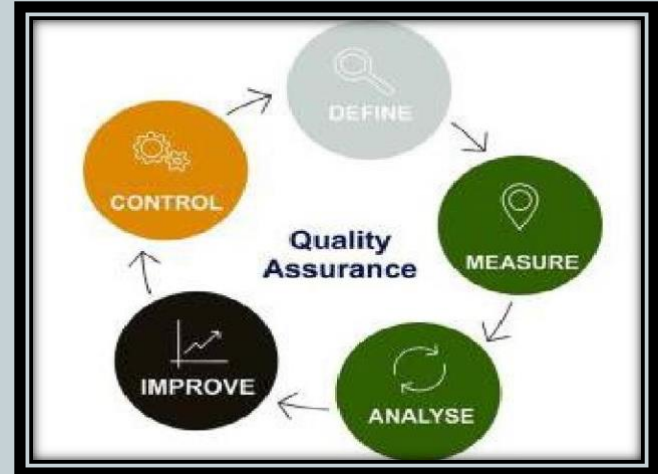 DEFINE
MEASURE
ANALYSE
IMPROVE
CONTROL
Quality
Assurance